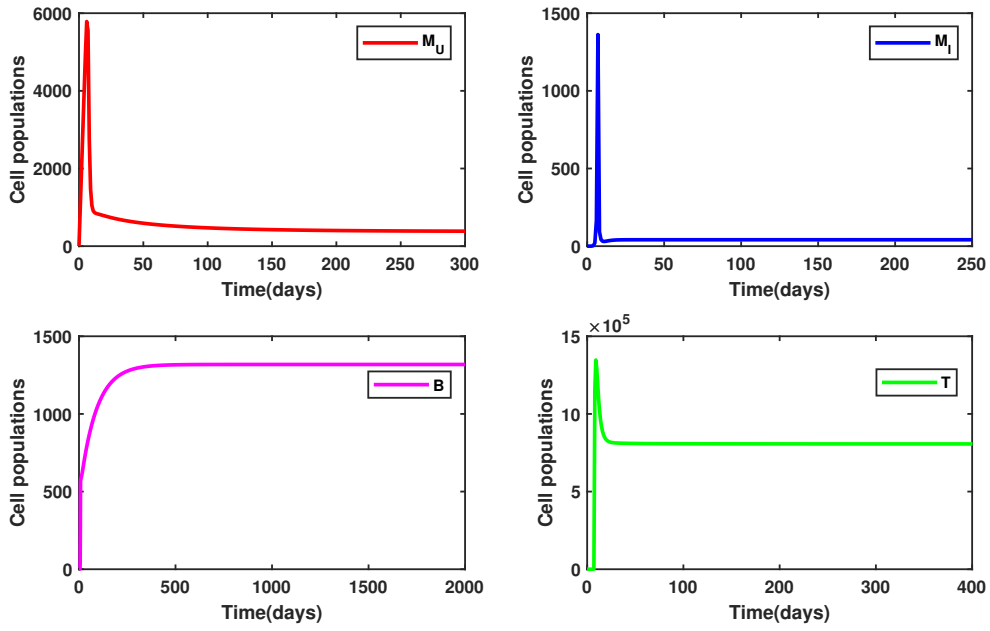 6000
4000
2000
0
Cell populations
M_U
0 50 100 150 200 250 300
Time(days)
1500
1000
500
0
Cell populations
M_I
0 50 100 150 200 250
Time(days)
1500
1000
500
0
Cell populations
B
0 500 1000 1500 2000
Time(days)
×10^5
15
10
5
0
Cell populations
T
0 100 200 300 400
Time(days)